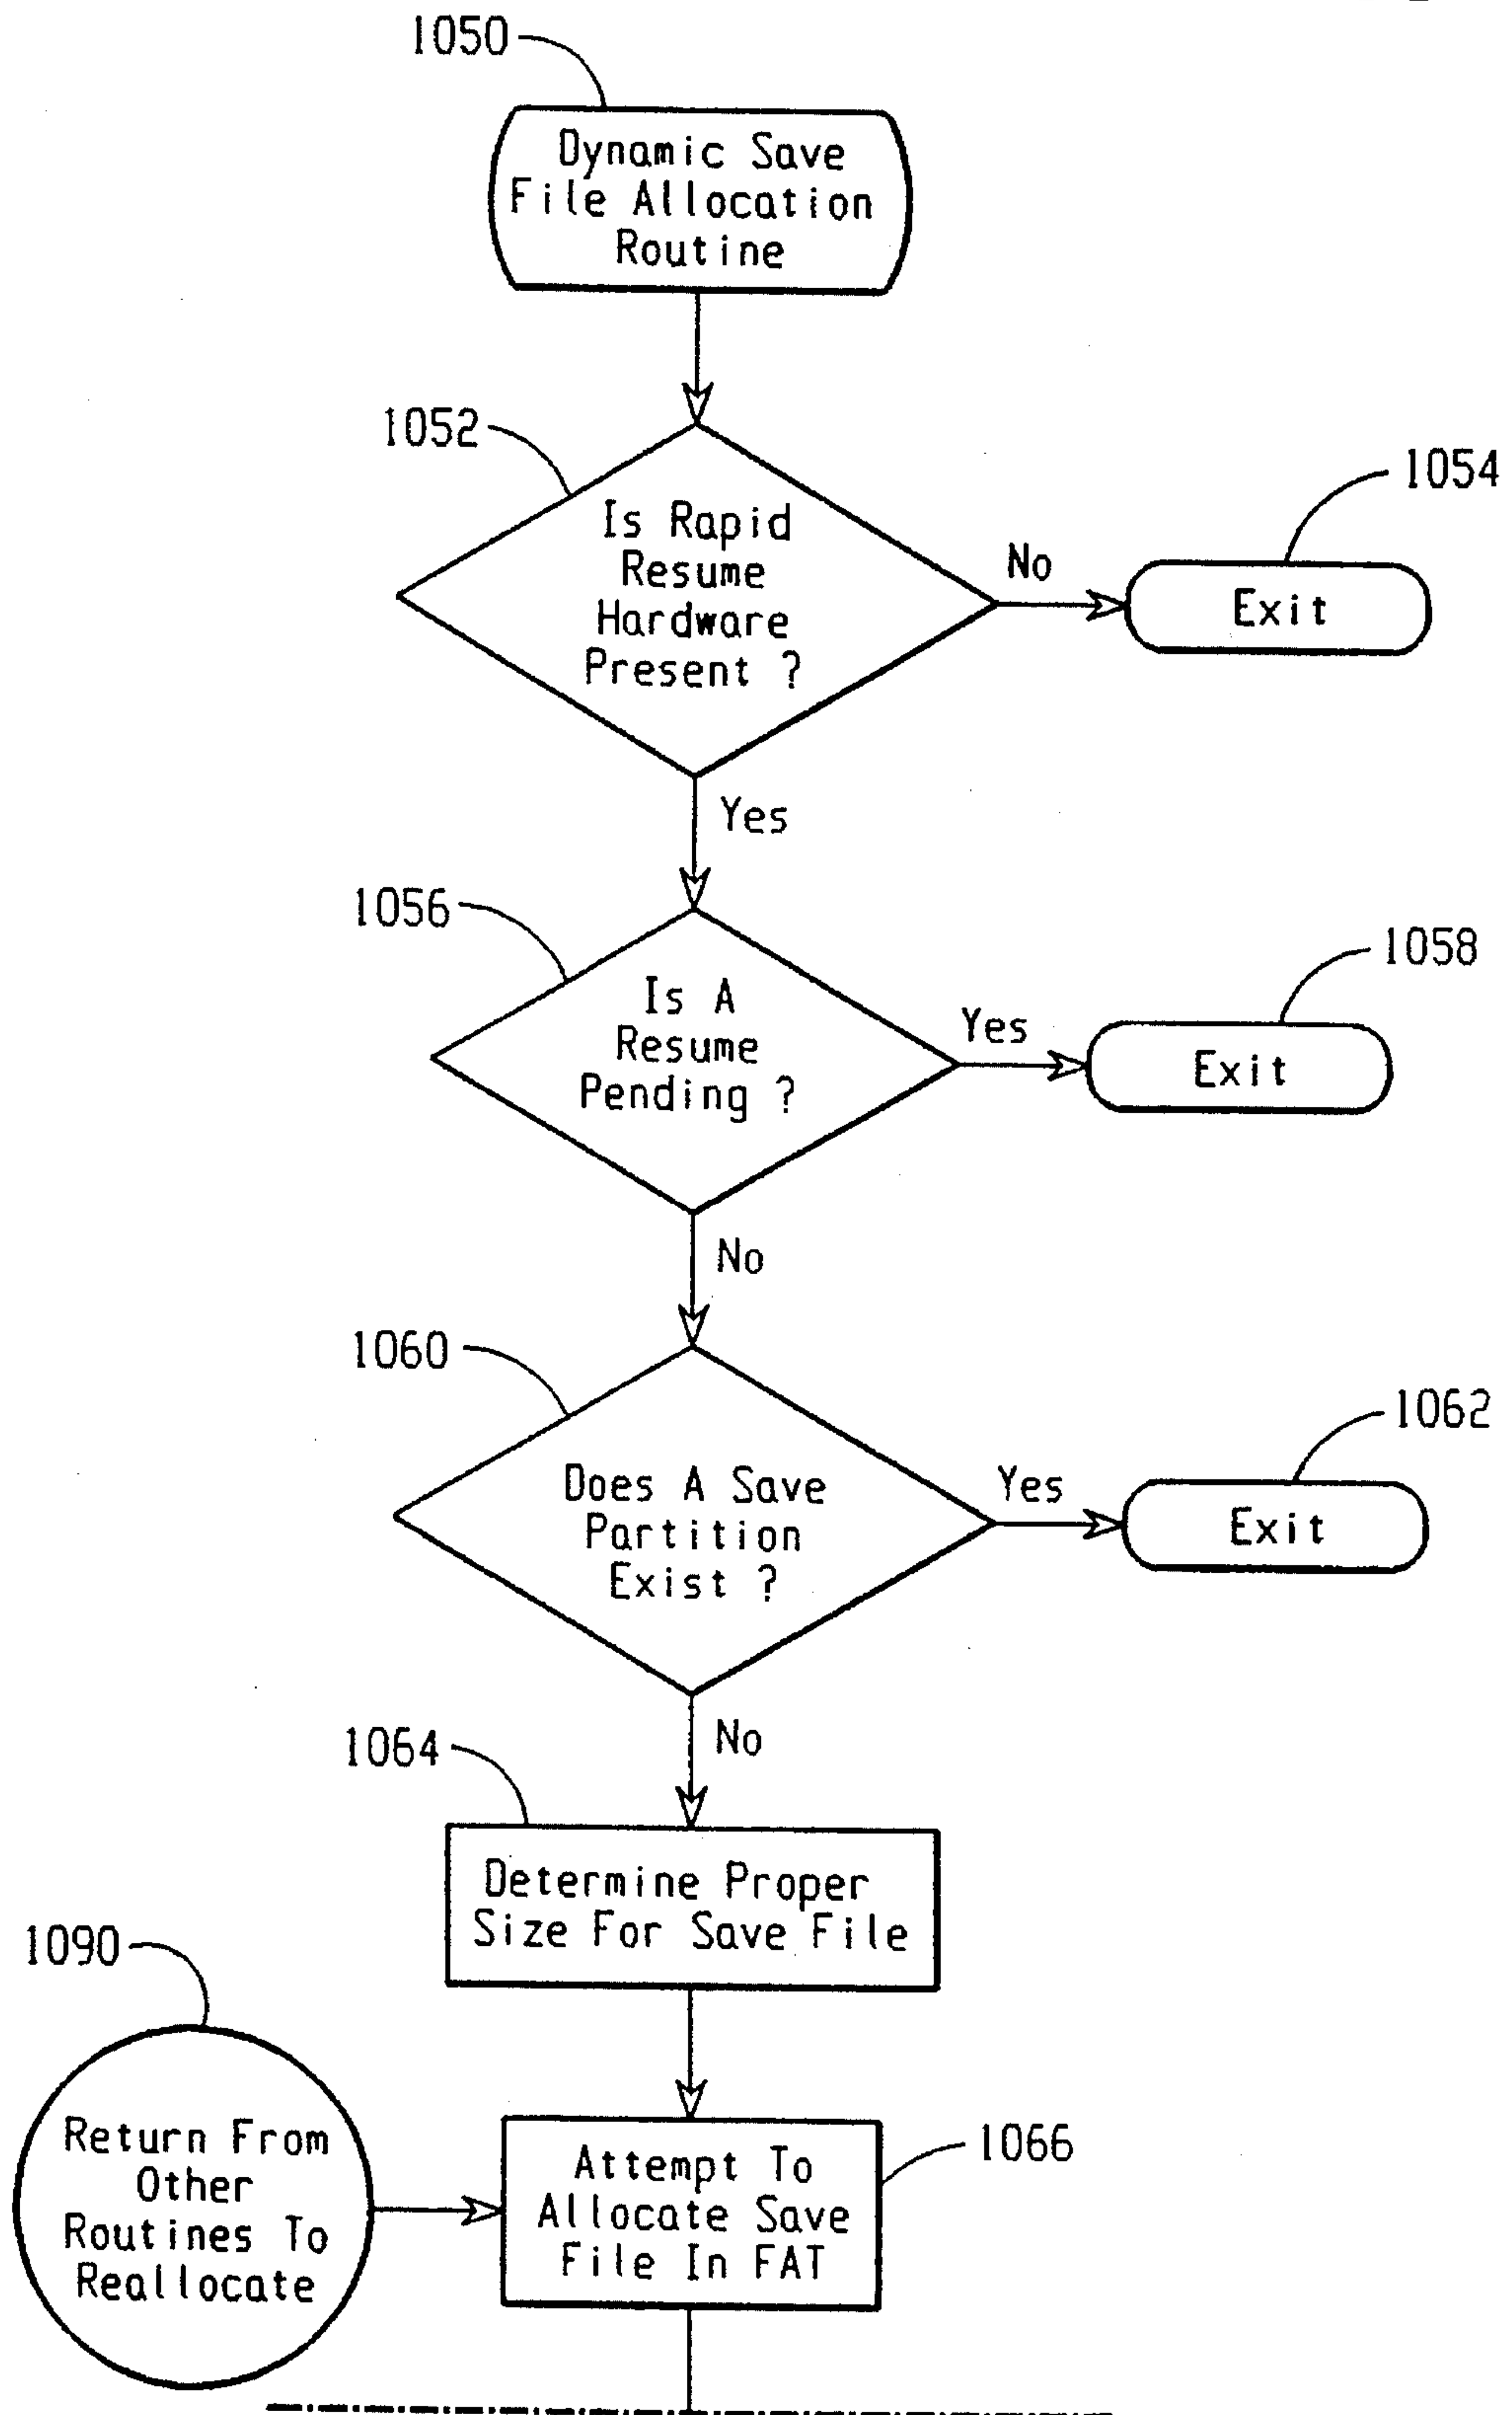 1050
Dynamic Save
File Allocation
Routine
1052
Is Rapid
Resume
Hardware
Present ?
No
1054
Exit
Yes
1056
Is A
Resume
Pending ?
Yes
1058
Exit
No
1060
Does A Save
Partition
Exist ?
Yes
1062
Exit
No
1064
Determine Proper
Size For Save File
1090
Return From
Other
Routines To
Reallocate
Attempt To
Allocate Save
File In FAT
1066